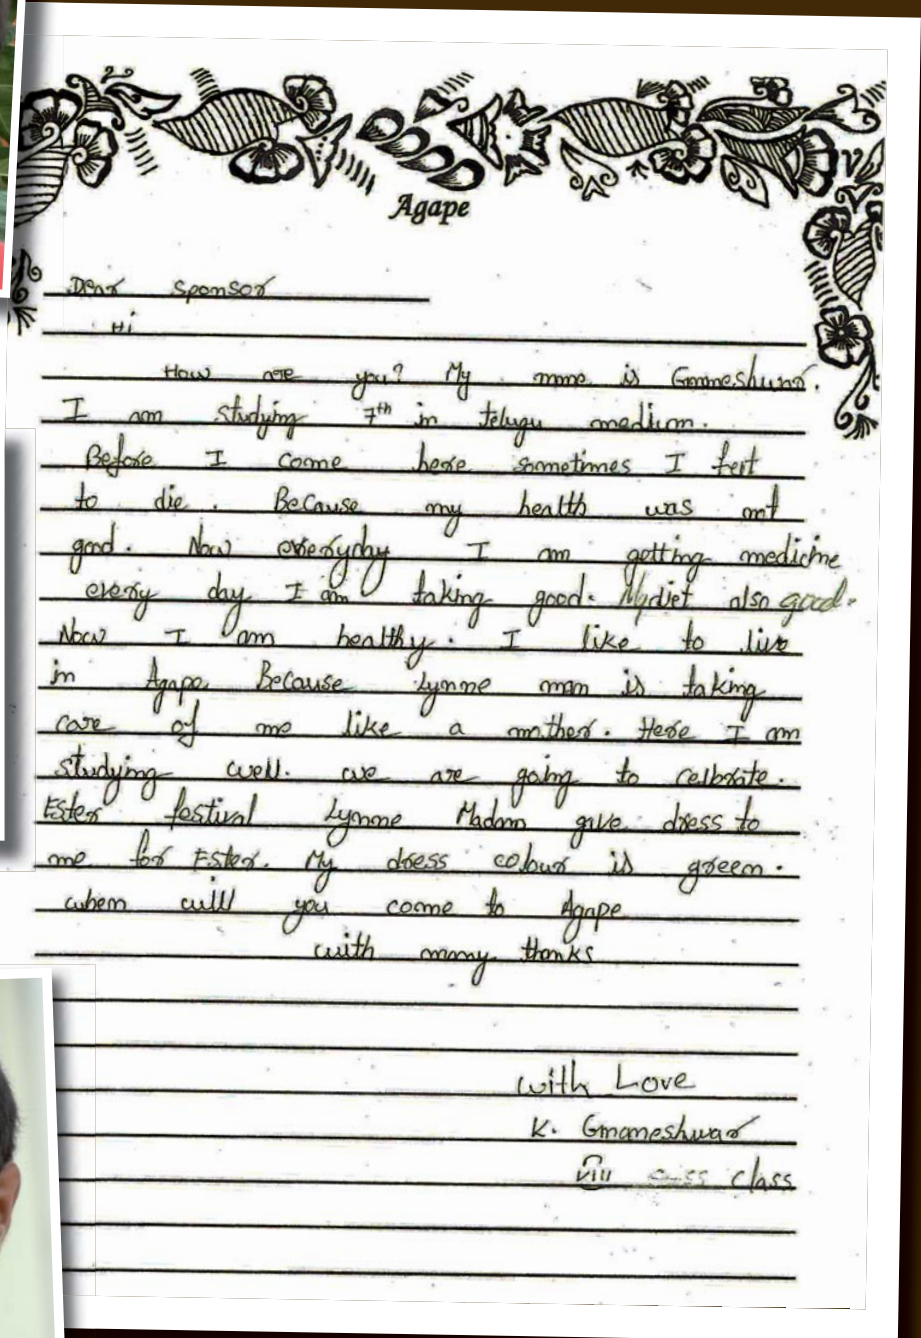 Agape
Dear sponsor
Hi
How are you? My name is Gnaneshwar.
I am studying 7th in telugu medium.
Before I come here sometimes I felt
to die. Because my health was not
good. Now everyday I am getting medicine
every day I am taking good. My diet also good.
Now I am healthy. I like to live
in Agape Because Lynne mam is taking
care of me like a mother. Here I am
studying well. we are going to celbrate.
Ester festival Lynne Madam give dress to
me for Ester. My dress colour is green.
when will you come to Agape
with many thanks
with Love
K. Gnaneshwar
VIII class